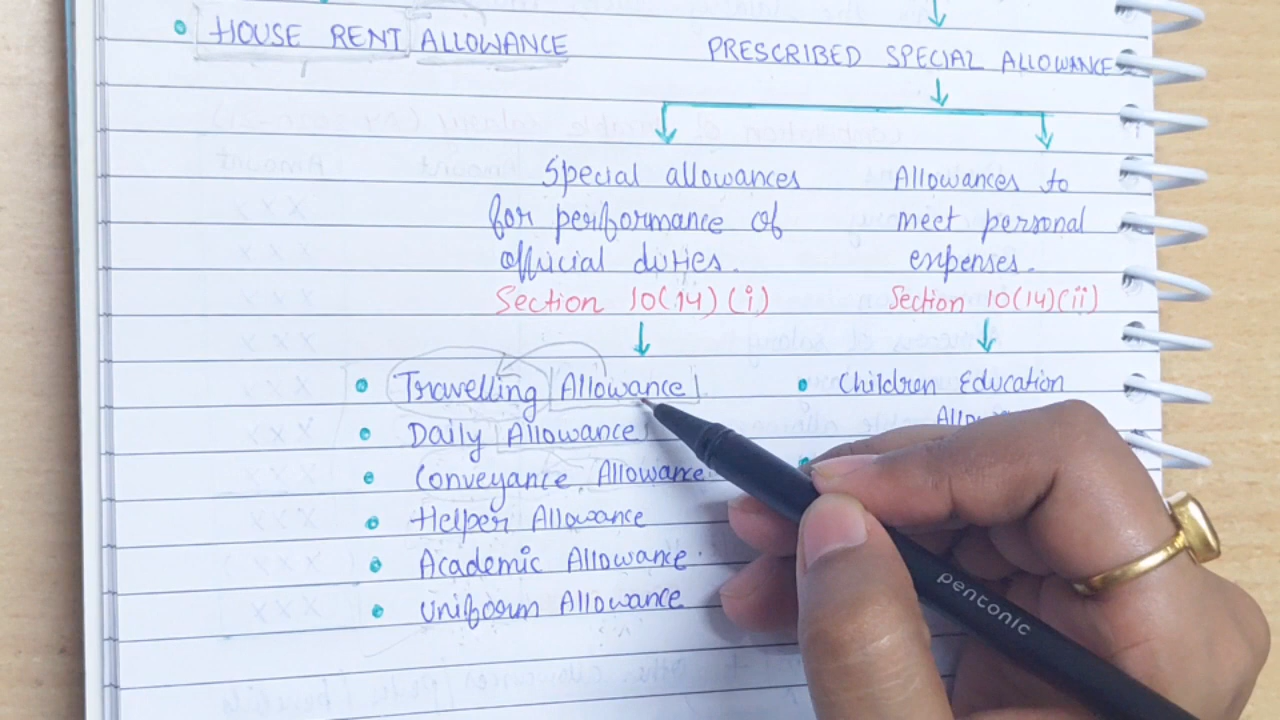 HOUSE RENT ALLOWANCE
PRESCRIBED SPECIAL ALLOWANCE
Special allowances
for performance of
official duties.
Section 10(14)(i)
Allowances to
meet personal
expenses.
Section 10(14)(ii)
Travelling Allowance
Daily Allowance
Conveyance Allowance
Helper Allowance
Academic Allowance
Uniform Allowance
Children Education
pentonic